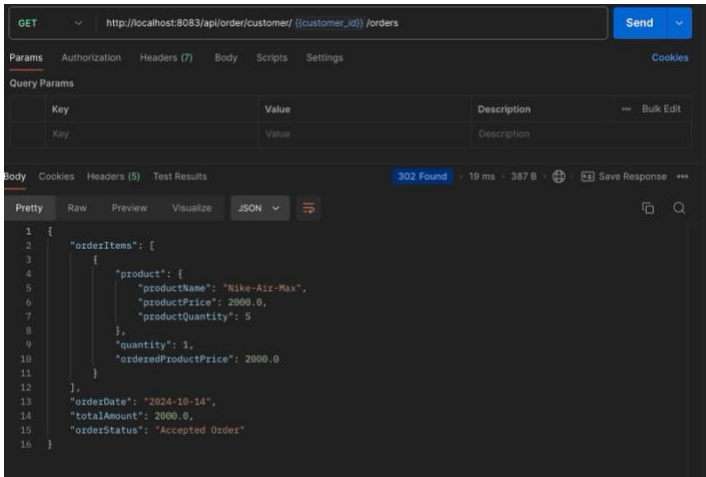 GET http://localhost:8083/api/order/customer/ {{customer_id}} /orders Send
Params Authorization Headers (7) Body Scripts Settings Cookies
Query Params
Key Value Description ••• Bulk Edit
Key Value Description
Body Cookies Headers (5) Test Results 302 Found • 19 ms • 387 B • Save Response •••
Pretty Raw Preview Visualize JSON
1 {
2 "orderItems": [
3 {
4 "product": {
5 "productName": "Nike-Air-Max",
6 "productPrice": 2000.0,
7 "productQuantity": 5
8 },
9 "quantity": 1,
10 "orderedProductPrice": 2000.0
11 }
12 ],
13 "orderDate": "2024-10-14",
14 "totalAmount": 2000.0,
15 "orderStatus": "Accepted Order"
16 }